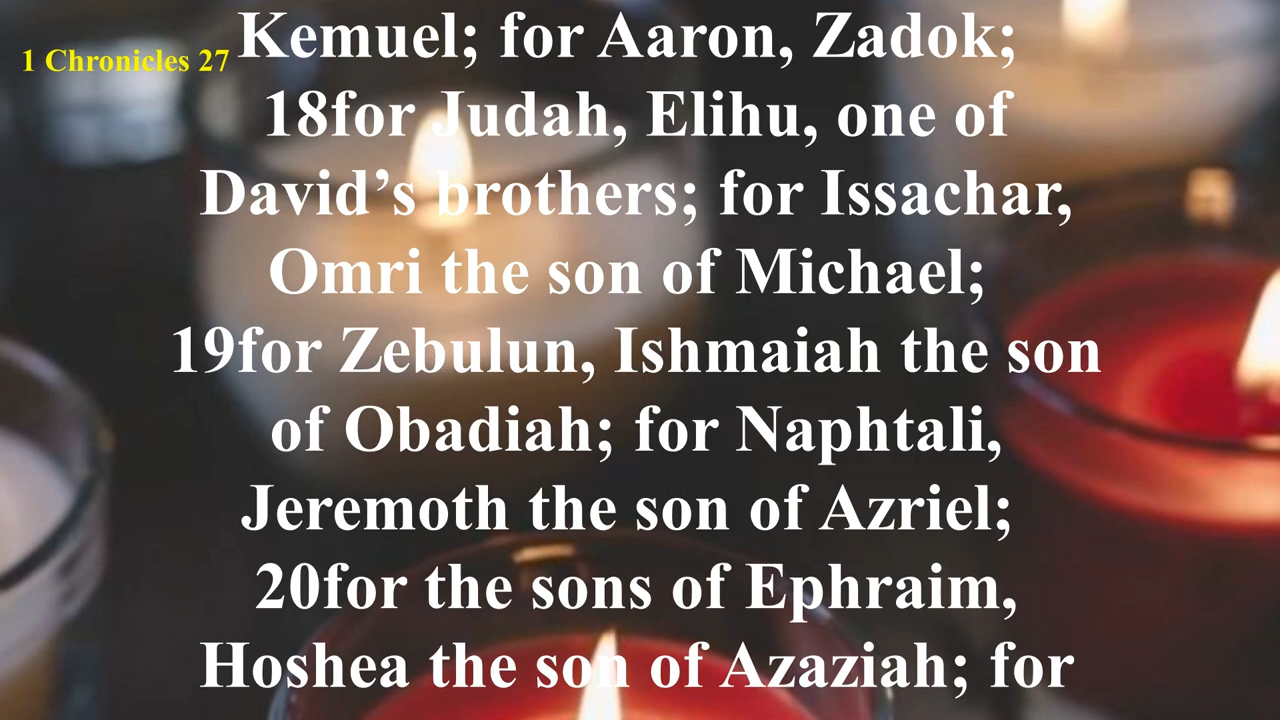 1 Chronicles 27
Kemuel; for Aaron, Zadok;
18for Judah, Elihu, one of
David’s brothers; for Issachar,
Omri the son of Michael;
19for Zebulun, Ishmaiah the son
of Obadiah; for Naphtali,
Jeremoth the son of Azriel;
20for the sons of Ephraim,
Hoshea the son of Azaziah; for